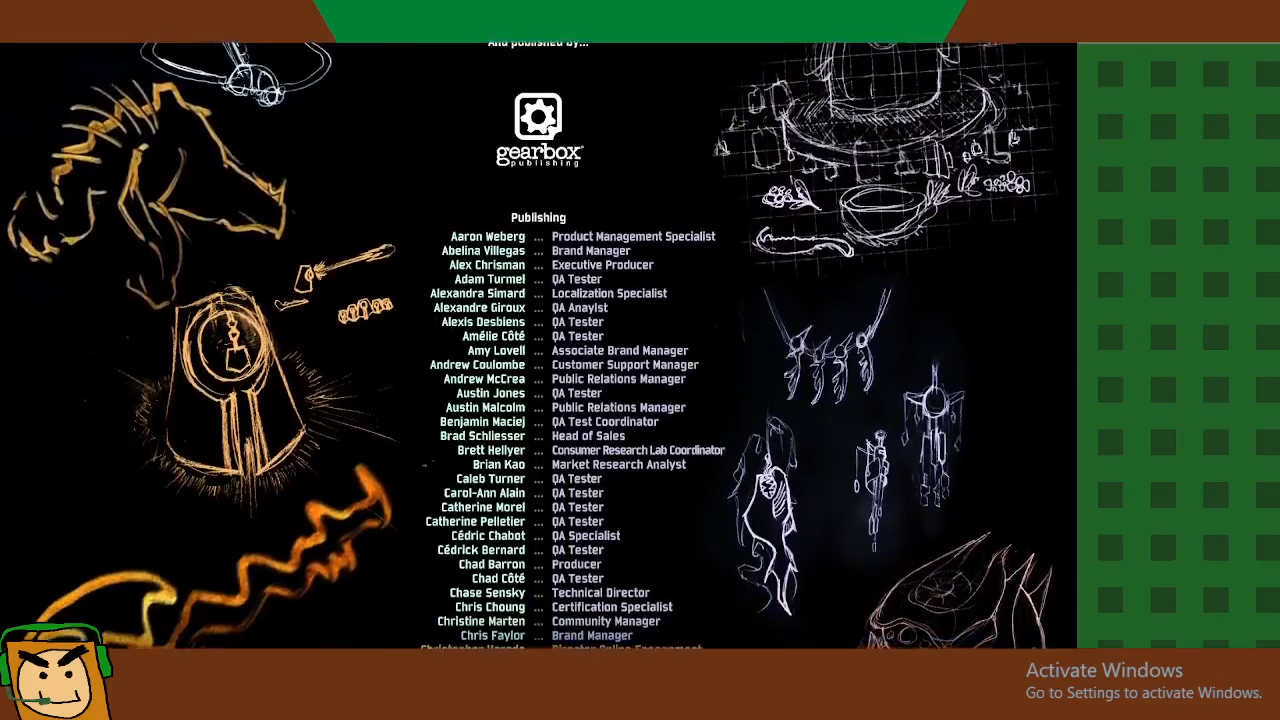 And published by...
gearbox
publishing
Publishing
Aaron Weberg ... Product Management Specialist
Abelina Villegas ... Brand Manager
Alex Chrisman ... Executive Producer
Adam Turmel ... QA Tester
Alexandra Simard ... Localization Specialist
Alexandre Giroux ... QA Anaylst
Alexis Desbiens ... QA Tester
Amélie Côté ... QA Tester
Amy Lovell ... Associate Brand Manager
Andrew Coulombe ... Customer Support Manager
Andrew McCrea ... Public Relations Manager
Austin Jones ... QA Tester
Austin Malcolm ... Public Relations Manager
Benjamin Maciej ... QA Test Coordinator
Brad Schliesser ... Head of Sales
Brett Hellyer ... Consumer Research Lab Coordinator
Brian Kao ... Market Research Analyst
Caleb Turner ... QA Tester
Carol-Ann Alain ... QA Tester
Catherine Morel ... QA Tester
Catherine Pelletier ... QA Tester
Cédric Chabot ... QA Specialist
Cédrick Bernard ... QA Tester
Chad Barron ... Producer
Chad Côté ... QA Tester
Chase Sensky ... Technical Director
Chris Choung ... Certification Specialist
Christine Marten ... Community Manager
Chris Faylor ... Brand Manager
Activate Windows
Go to Settings to activate Windows.